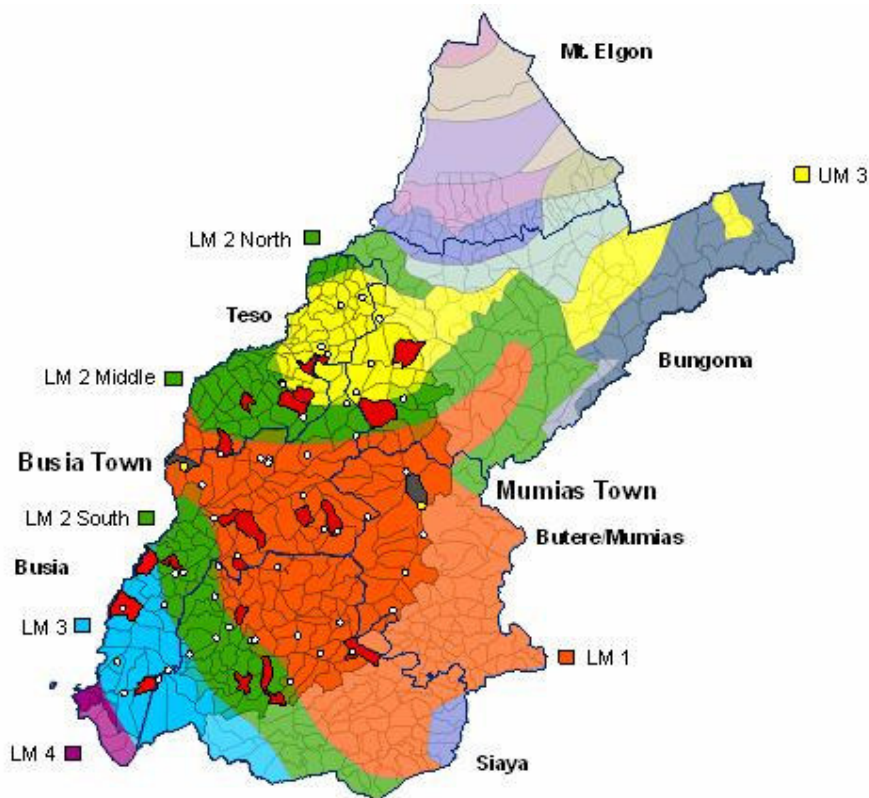 Mt. Elgon
UM 3
LM 2 North
Teso
Bungoma
LM 2 Middle
Busia Town
Mumias Town
LM 2 South
Butere/Mumias
Busia
LM 3
LM 1
LM 4
Siaya